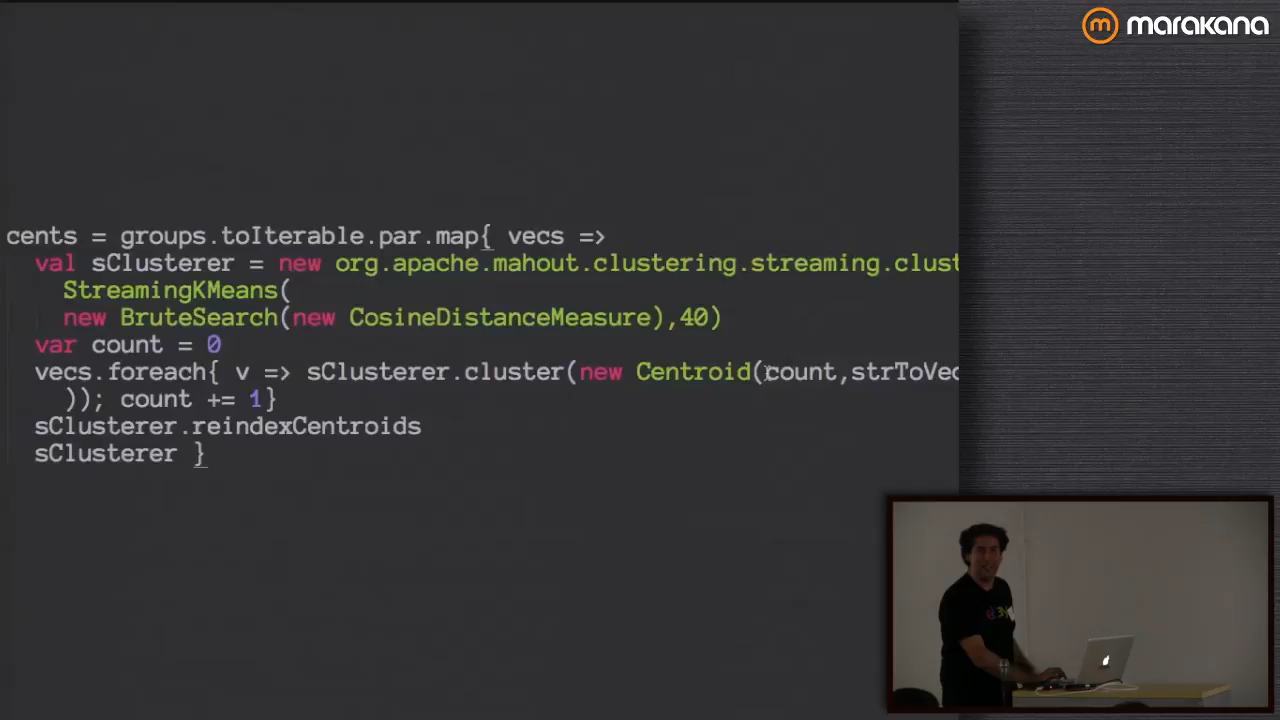 marakana
cents = groups.toIterable.par.map{ vecs =>
val sClusterer = new org.apache.mahout.clustering.streaming.clust
StreamingKMeans(
new BruteSearch(new CosineDistanceMeasure),40)
var count = 0
vecs.foreach{ v => sClusterer.cluster(new Centroid(count,strToVec
)); count += 1}
sClusterer.reindexCentroids
sClusterer }